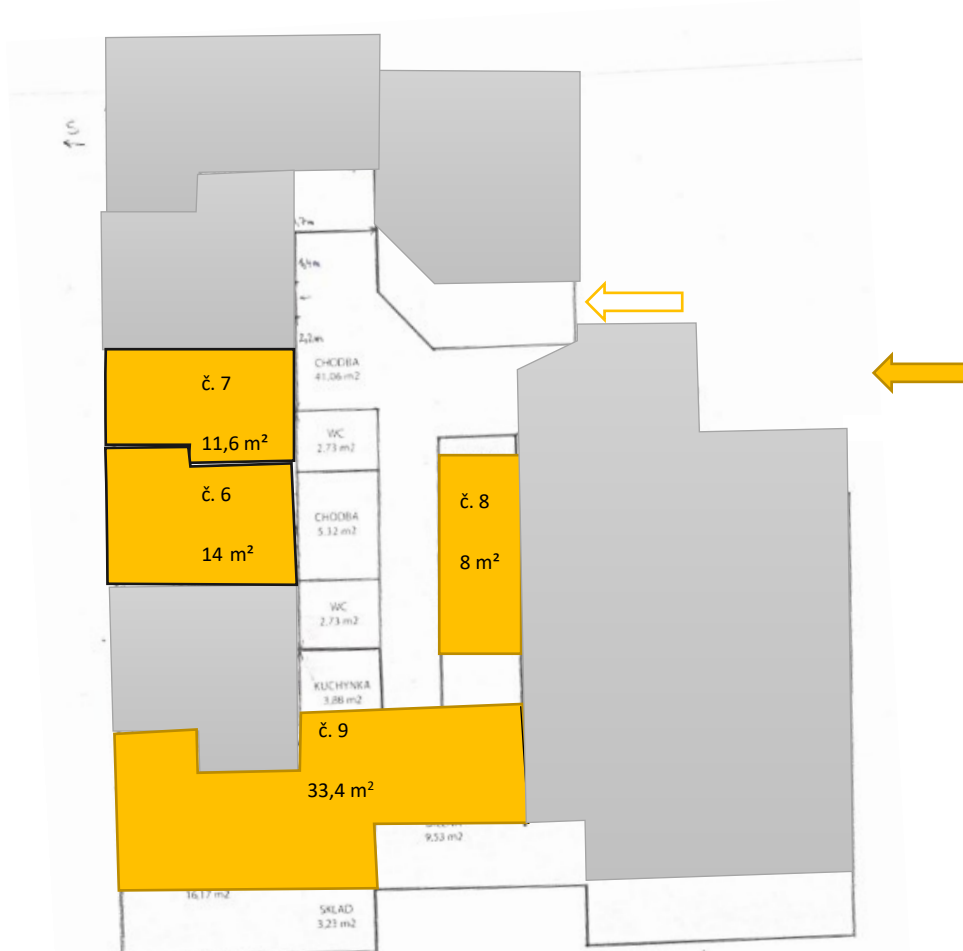 S
2,2m
CHODBA
41,06 m2
č. 7
11,6 m²
WC
2,73 m2
č. 6
14 m²
CHODBA
5,32 m2
č. 8
8 m²
WC
2,73 m2
KUCHYNKA
3,88 m2
č. 9
33,4 m²
9,53 m2
16,17 m2
SKLAD
3,23 m2